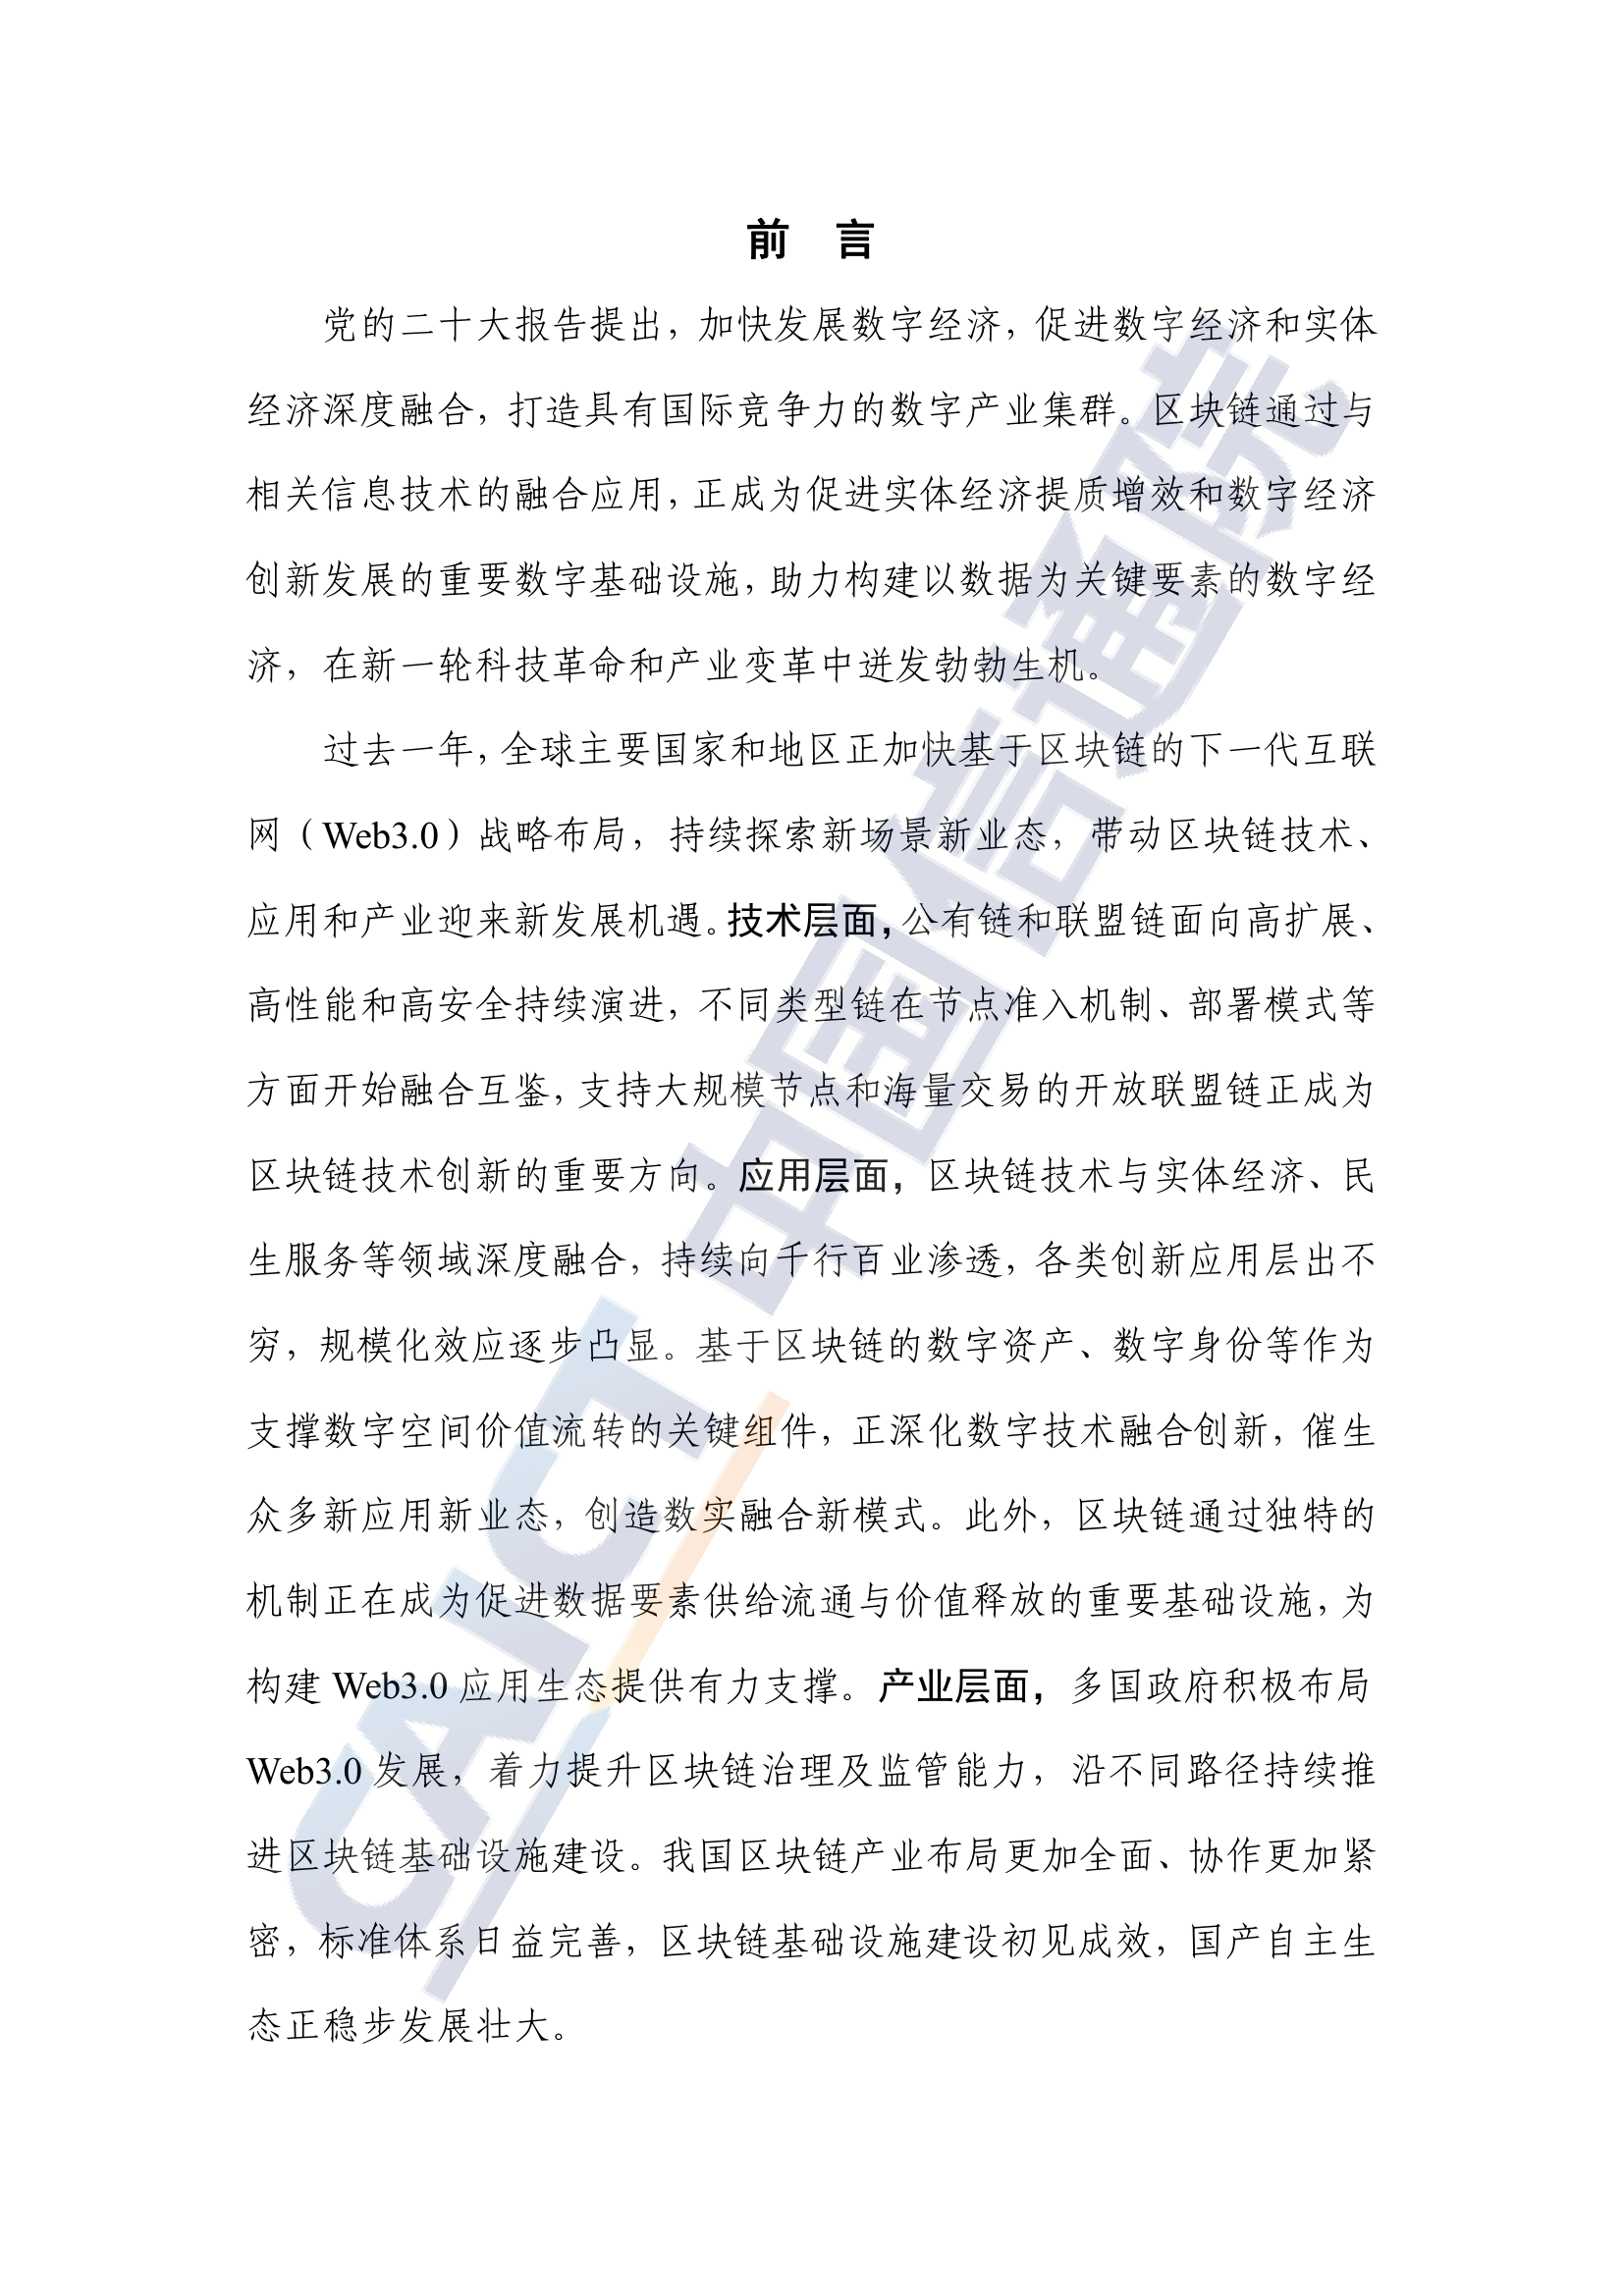 前 言
党的二十大报告提出，加快发展数字经济，促进数字经济和实体
经济深度融合，打造具有国际竞争力的数字产业集群。区块链通过与
相关信息技术的融合应用，正成为促进实体经济提质增效和数字经济
创新发展的重要数字基础设施，助力构建以数据为关键要素的数字经
济，在新一轮科技革命和产业变革中迸发勃勃生机。
过去一年，全球主要国家和地区正加快基于区块链的下一代互联
网（Web3.0）战略布局，持续探索新场景新业态，带动区块链技术、
应用和产业迎来新发展机遇。技术层面，公有链和联盟链面向高扩展、
高性能和高安全持续演进，不同类型链在节点准入机制、部署模式等
方面开始融合互鉴，支持大规模节点和海量交易的开放联盟链正成为
区块链技术创新的重要方向。应用层面，区块链技术与实体经济、民
生服务等领域深度融合，持续向千行百业渗透，各类创新应用层出不
穷，规模化效应逐步凸显。基于区块链的数字资产、数字身份等作为
支撑数字空间价值流转的关键组件，正深化数字技术融合创新，催生
众多新应用新业态，创造数实融合新模式。此外，区块链通过独特的
机制正在成为促进数据要素供给流通与价值释放的重要基础设施，为
构建 Web3.0 应用生态提供有力支撑。产业层面，多国政府积极布局
Web3.0 发展，着力提升区块链治理及监管能力，沿不同路径持续推
进区块链基础设施建设。我国区块链产业布局更加全面、协作更加紧
密，标准体系日益完善，区块链基础设施建设初见成效，国产自主生
态正稳步发展壮大。
CAICT 中国信通院